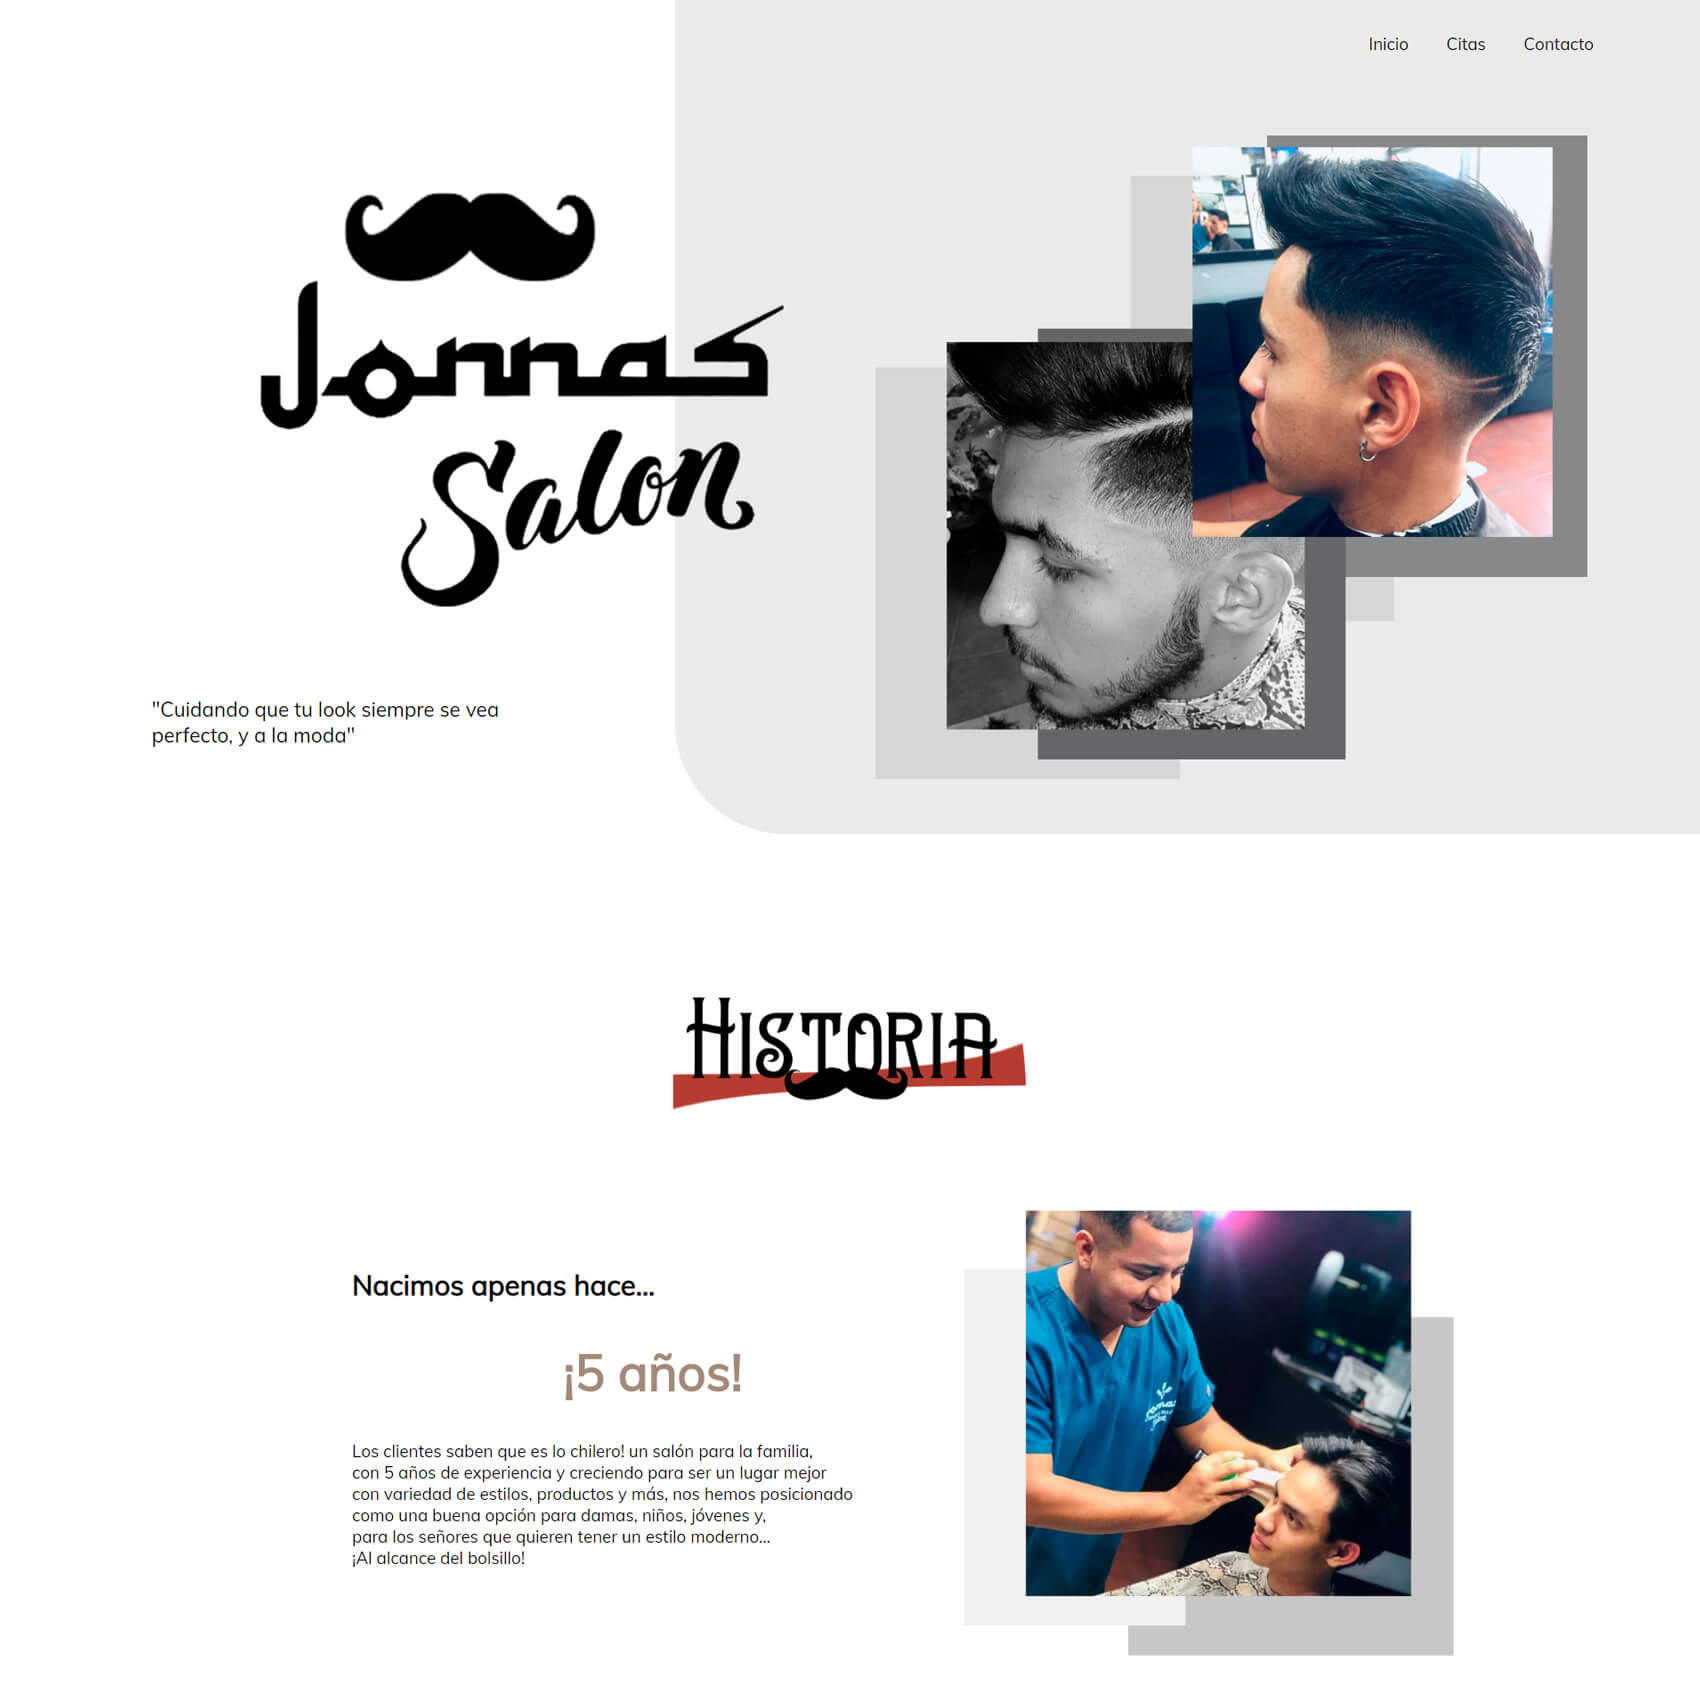 Inicio Citas Contacto
Jonnas
Salon
"Cuidando que tu look siempre se vea
perfecto, y a la moda"
HISTORIA
Nacimos apenas hace...
¡5 años!
Los clientes saben que es lo chilero! un salón para la familia,
con 5 años de experiencia y creciendo para ser un lugar mejor
con variedad de estilos, productos y más, nos hemos posicionado
como una buena opción para damas, niños, jóvenes y,
para los señores que quieren tener un estilo moderno...
¡Al alcance del bolsillo!